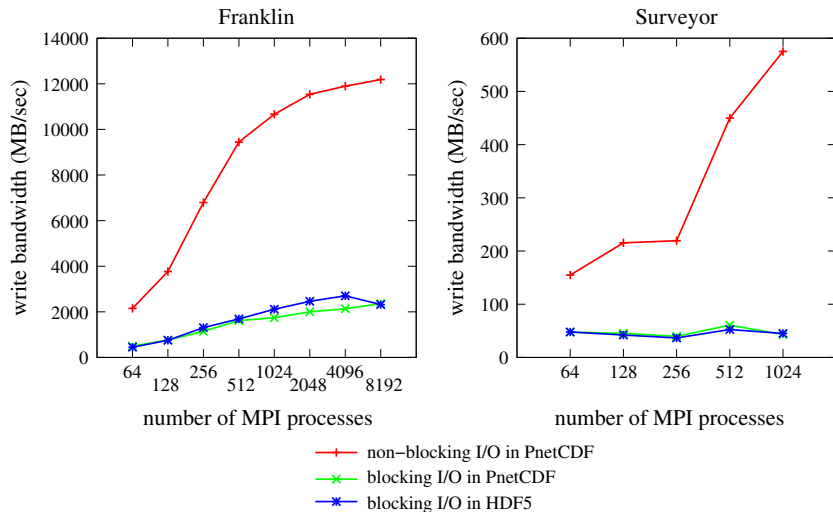 Franklin
14000
12000
10000
8000
6000
4000
2000
0
write bandwidth (MB/sec)
64 256 1024 4096
128 512 2048 8192
number of MPI processes
Surveyor
600
500
400
300
200
100
0
write bandwidth (MB/sec)
64 128 256 512 1024
number of MPI processes
non−blocking I/O in PnetCDF
blocking I/O in PnetCDF
blocking I/O in HDF5